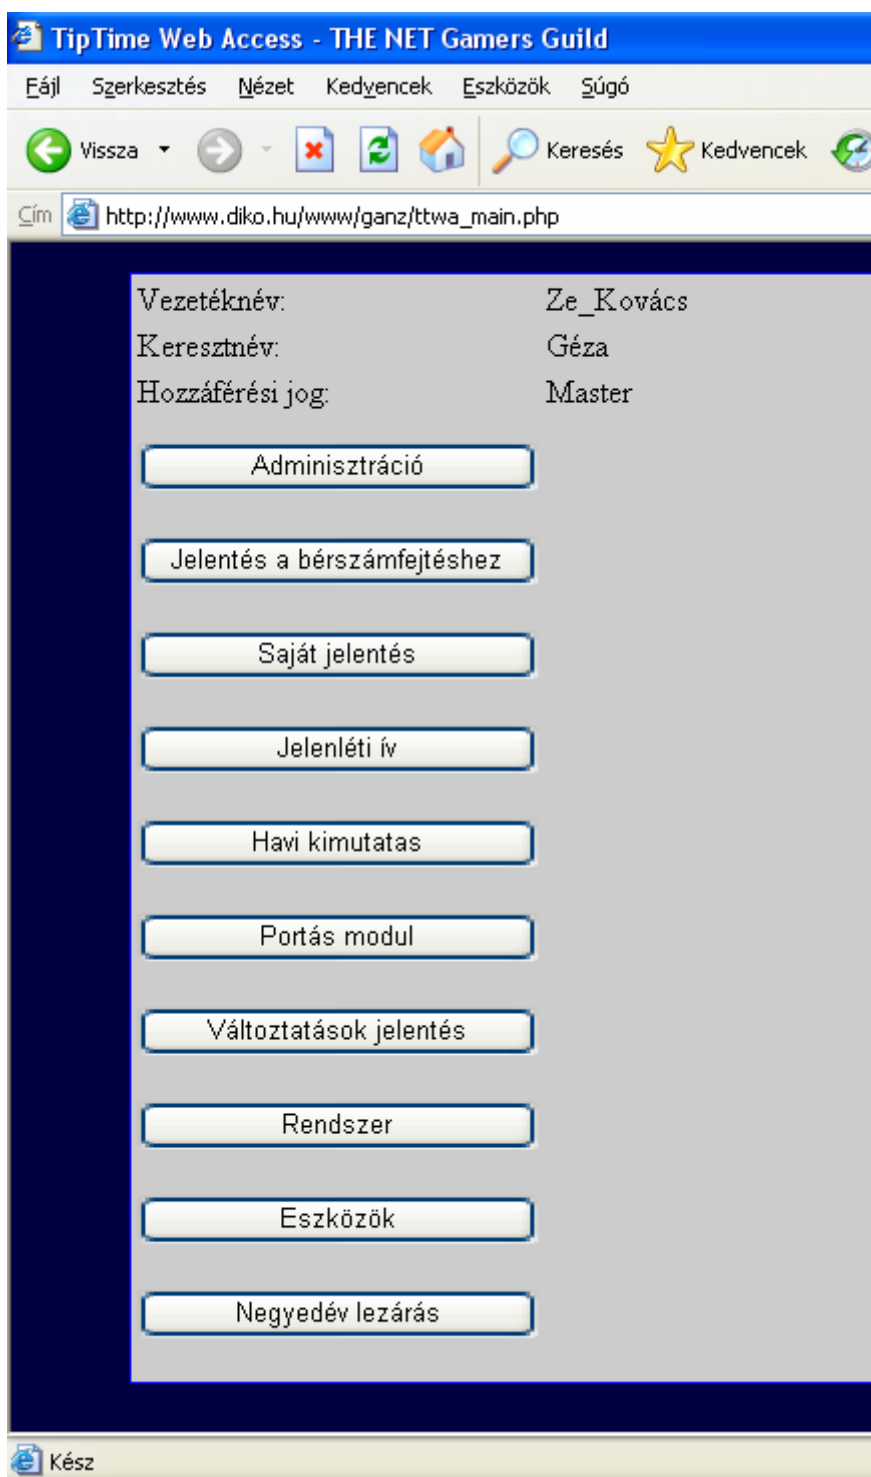 TipTime Web Access - THE NET Gamers Guild
Fájl Szerkesztés Nézet Kedvencek Eszközök Súgó
Vissza Keresés Kedvencek
Cím http://www.diko.hu/www/ganz/ttwa_main.php
Vezetéknév: Ze_Kovács
Keresztnév: Géza
Hozzáférési jog: Master
Adminisztráció
Jelentés a bérszámfejtéshez
Saját jelentés
Jelenléti ív
Havi kimutatas
Portás modul
Változtatások jelentés
Rendszer
Eszközök
Negyedév lezárás
Kész